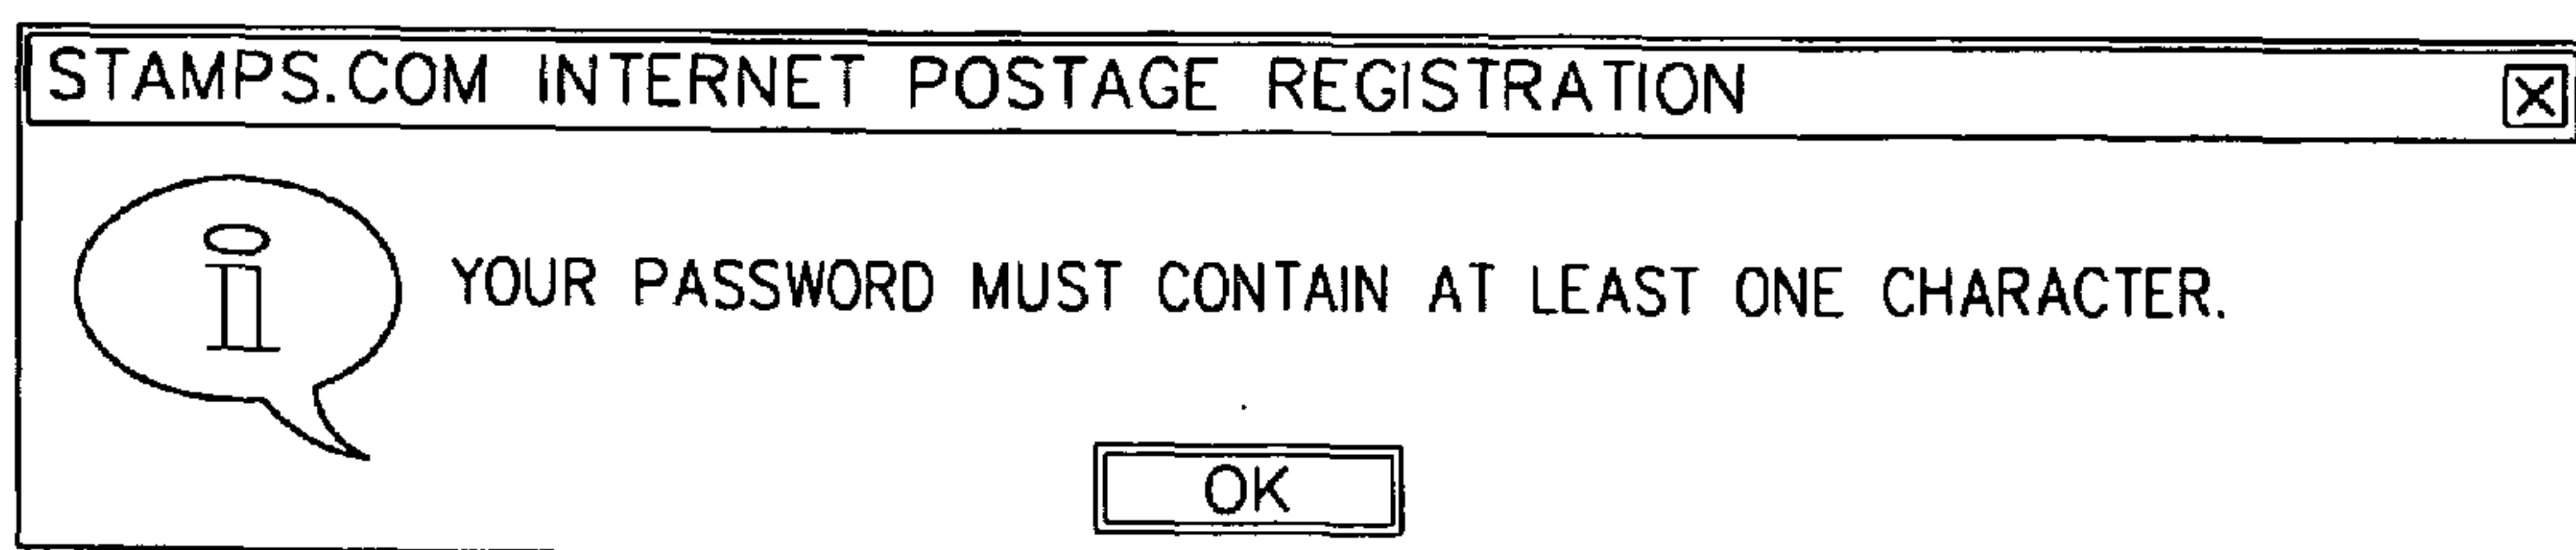 STAMPS.COM INTERNET POSTAGE REGISTRATION
YOUR PASSWORD MUST CONTAIN AT LEAST ONE CHARACTER.
OK